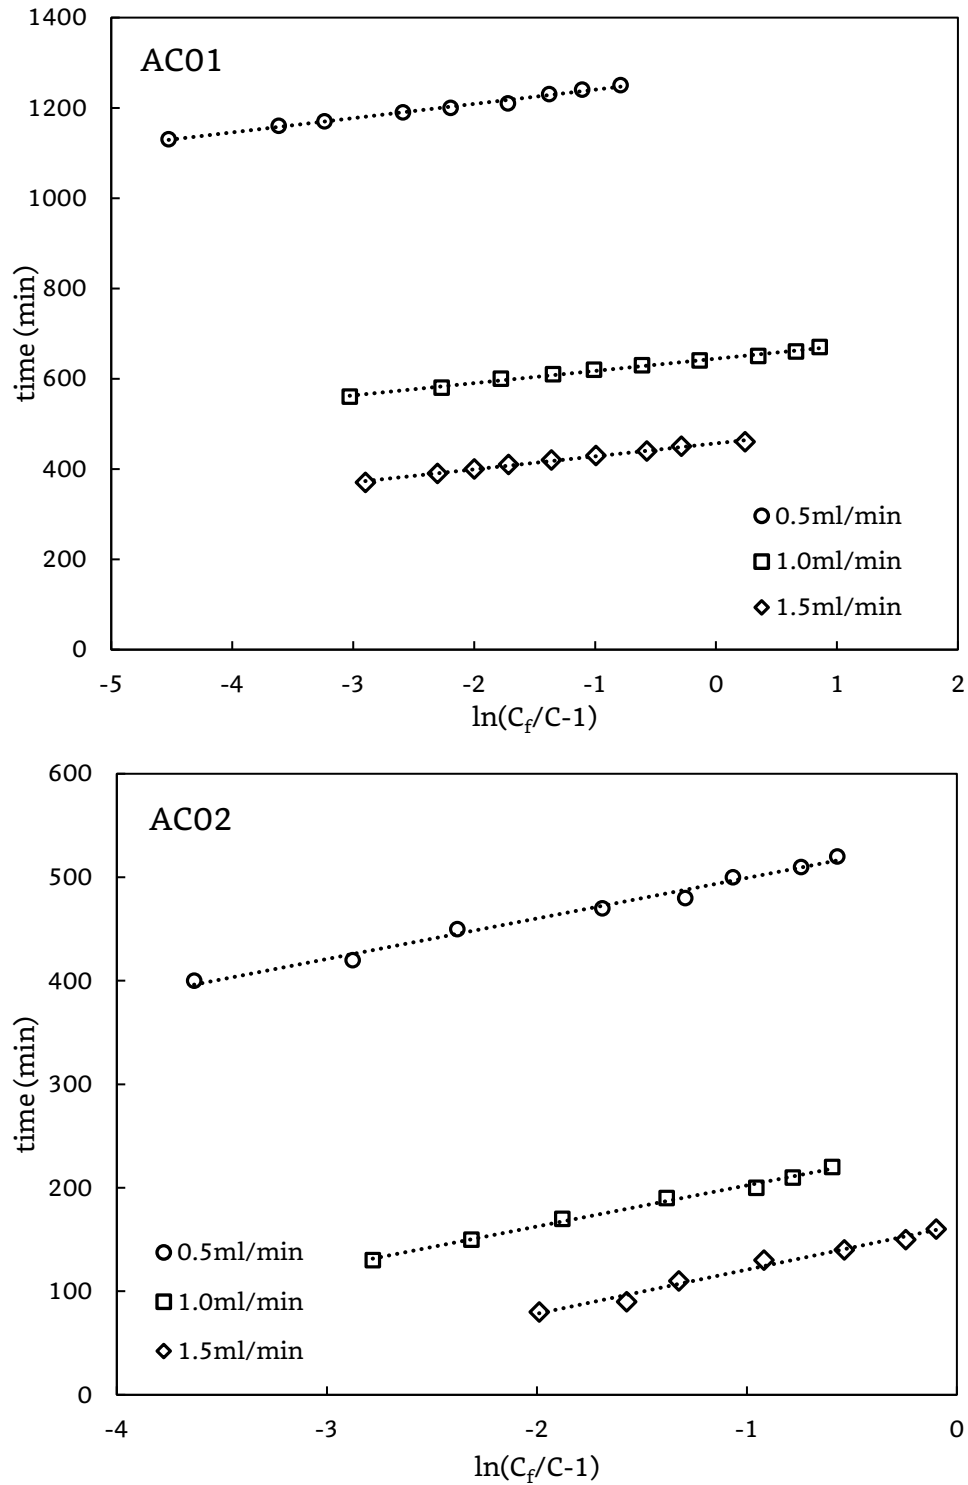 1400
AC01
1200
1000
800
time (min)
600
400
0.5ml/min
200
1.0ml/min
1.5ml/min
0
-5 -4 -3 -2 -1 0 1 2
ln(Cf/C-1)
600
AC02
500
400
time (min)
300
200
0.5ml/min
100
1.0ml/min
1.5ml/min
0
-4 -3 -2 -1 0
ln(Cf/C-1)